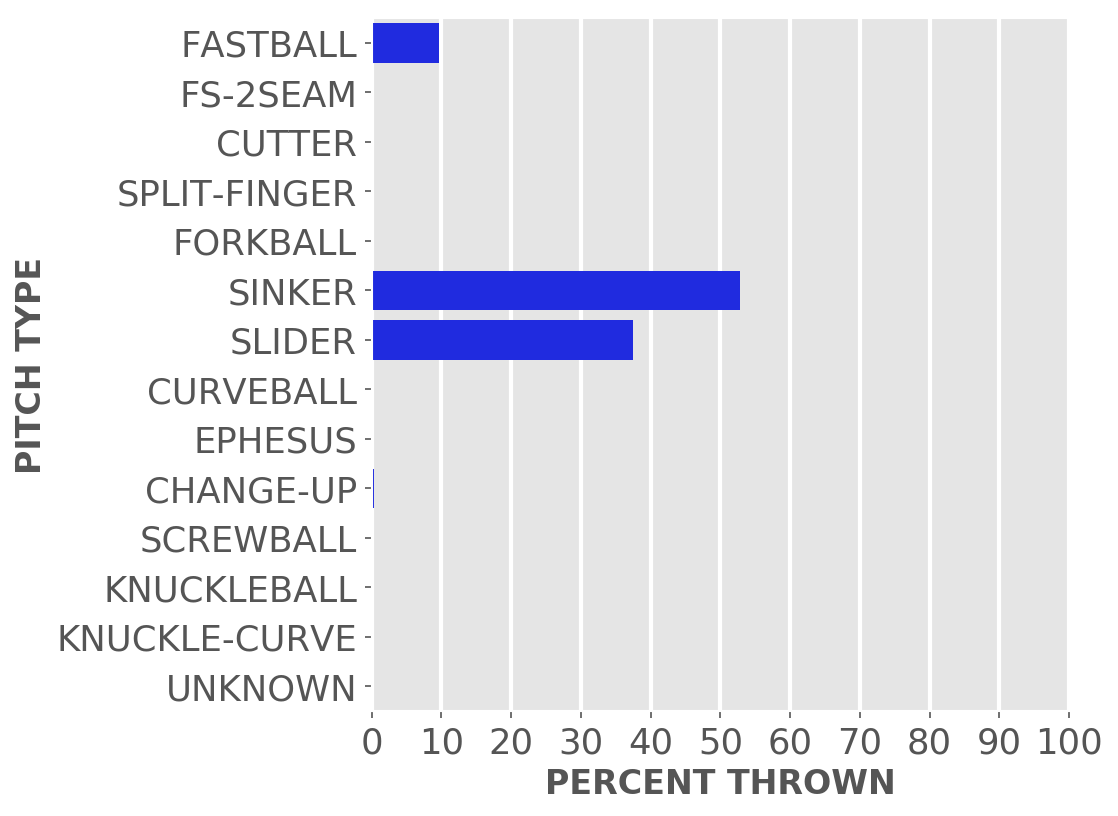 FASTBALL
FS-2SEAM
CUTTER
SPLIT-FINGER
FORKBALL
SINKER
SLIDER
CURVEBALL
EPHESUS
CHANGE-UP
SCREWBALL
KNUCKLEBALL
KNUCKLE-CURVE
UNKNOWN
PITCH TYPE
0 10 20 30 40 50 60 70 80 90 100
PERCENT THROWN